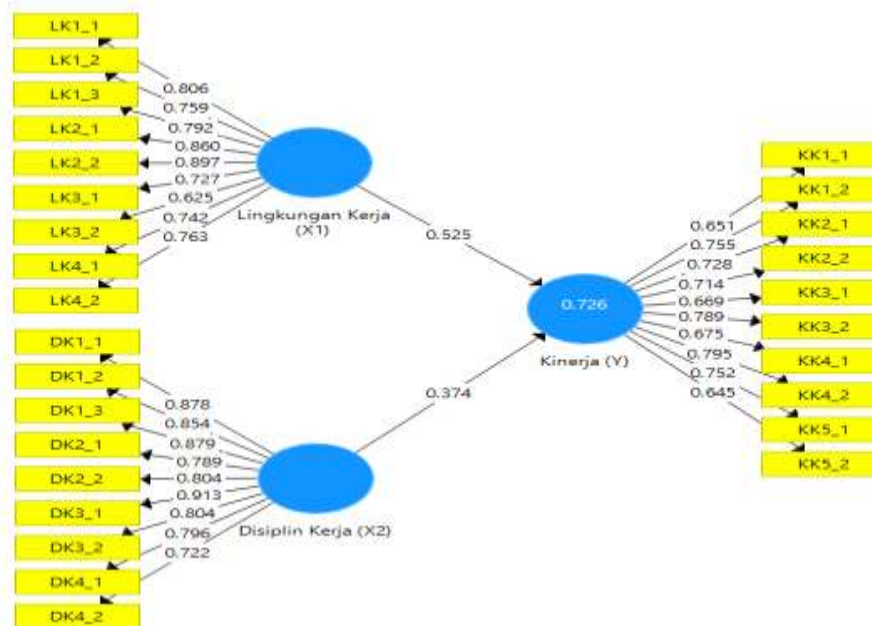 LK1_1
LK1_2
LK1_3
LK2_1
LK2_2
LK3_1
LK3_2
LK4_1
LK4_2
0.806
0.759
0.792
0.860
0.897
0.727
0.625
0.742
0.763
Lingkungan Kerja
(X1)
0.525
DK1_1
DK1_2
DK1_3
DK2_1
DK2_2
DK3_1
DK3_2
DK4_1
DK4_2
0.878
0.854
0.879
0.789
0.804
0.913
0.804
0.796
0.722
Disiplin Kerja (X2)
0.374
0.726
Kinerja (Y)
0.651
0.755
0.728
0.714
0.669
0.789
0.675
0.795
0.752
0.645
KK1_1
KK1_2
KK2_1
KK2_2
KK3_1
KK3_2
KK4_1
KK4_2
KK5_1
KK5_2